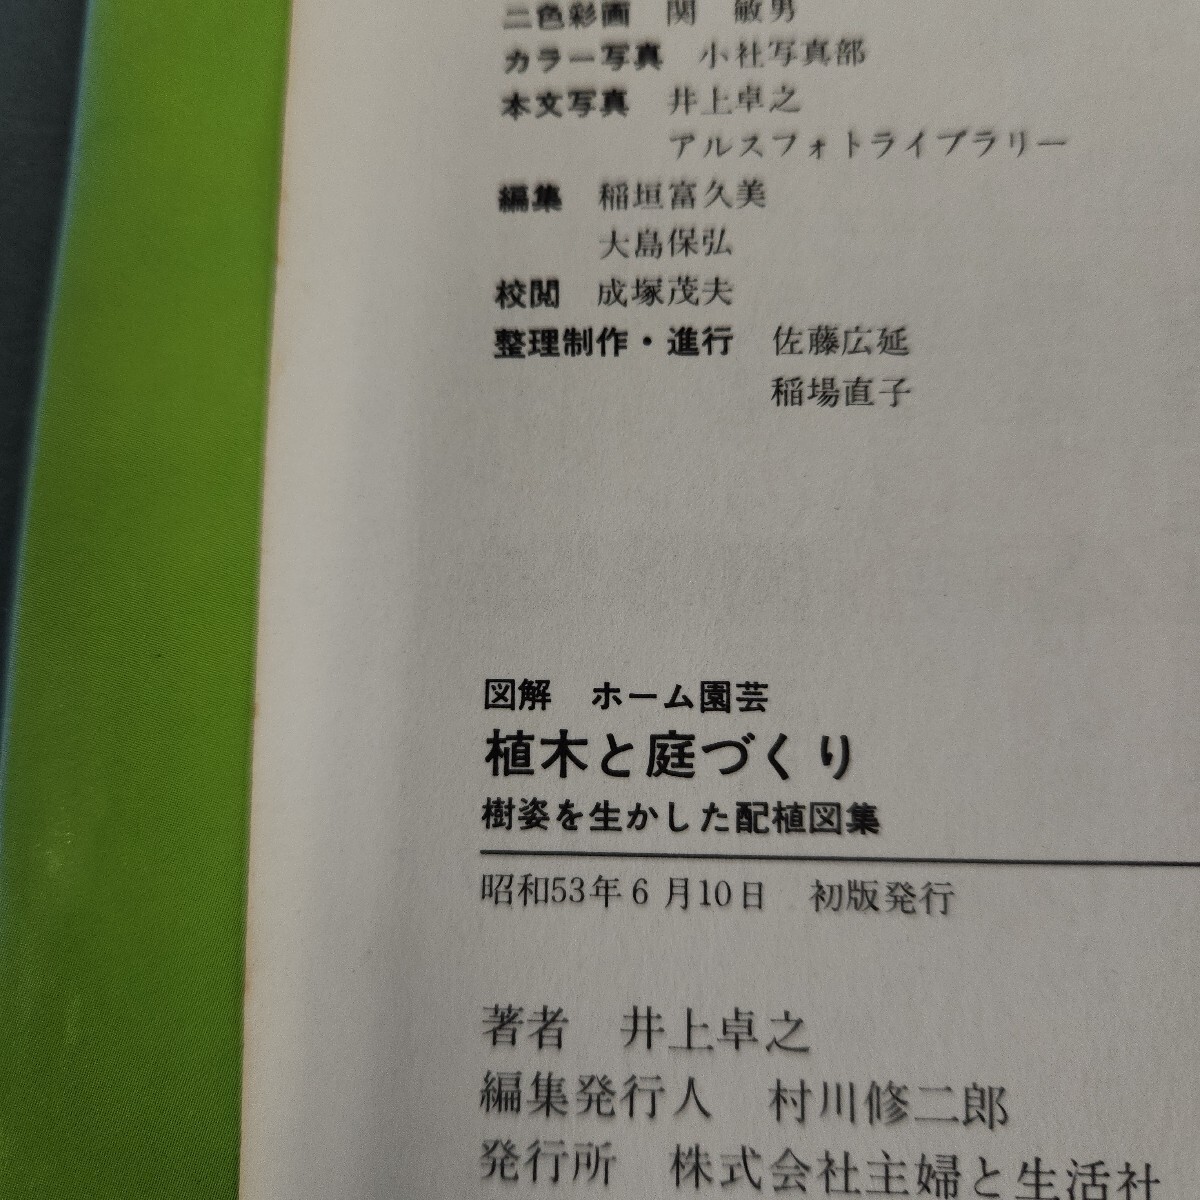 二色彩画　関　敏男
カラー写真　小社写真部
本文写真　井上卓之
アルスフォトライブラリー
編集　稲垣富久美
大島保弘
校閲　成塚茂夫
整理制作・進行　佐藤広延
稲場直子
図解　ホーム園芸
植木と庭づくり
樹姿を生かした配植図集
昭和53年6月10日　初版発行
著者　井上卓之
編集発行人　村川修二郎
発行所　株式会社主婦と生活社